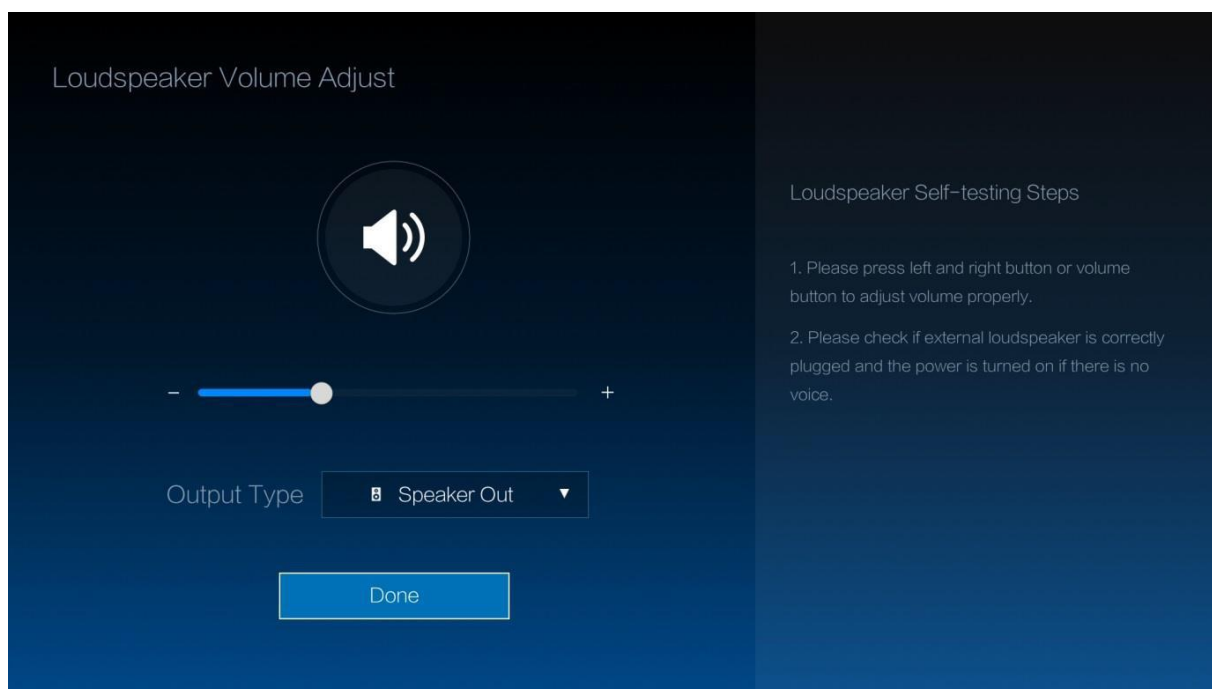 Loudspeaker Volume Adjust
- +
Output Type Speaker Out ▼
Done
Loudspeaker Self-testing Steps
1. Please press left and right button or volume
button to adjust volume properly.
2. Please check if external loudspeaker is correctly
plugged and the power is turned on if there is no
voice.